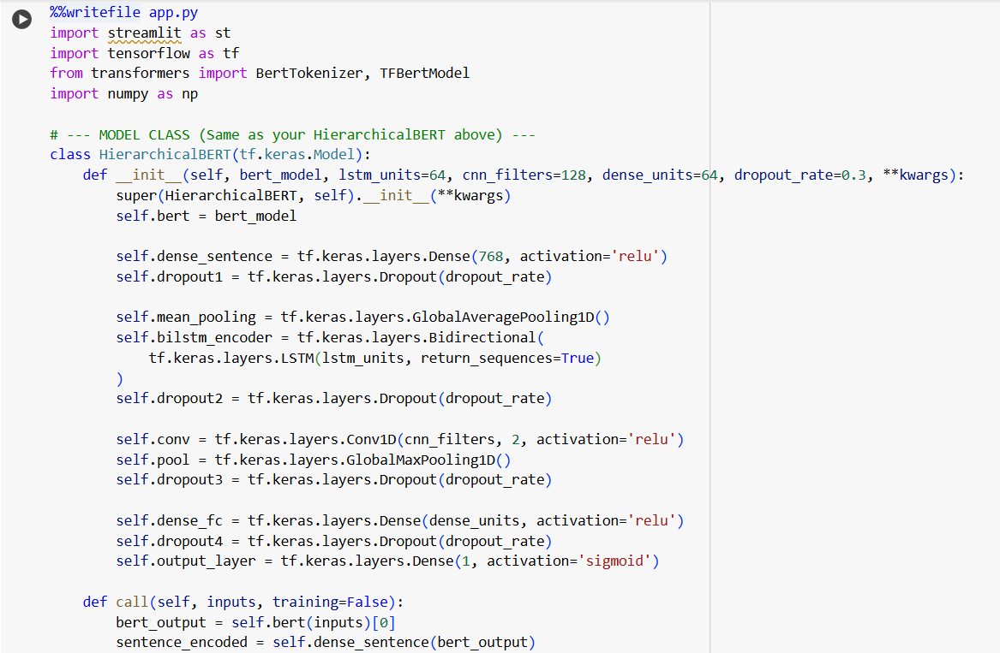 %%writefile app.py
import streamlit as st
import tensorflow as tf
from transformers import BertTokenizer, TFBertModel
import numpy as np

# --- MODEL CLASS (Same as your HierarchicalBERT above) ---
class HierarchicalBERT(tf.keras.Model):
    def __init__(self, bert_model, lstm_units=64, cnn_filters=128, dense_units=64, dropout_rate=0.3, **kwargs):
        super(HierarchicalBERT, self).__init__(**kwargs)
        self.bert = bert_model

        self.dense_sentence = tf.keras.layers.Dense(768, activation='relu')
        self.dropout1 = tf.keras.layers.Dropout(dropout_rate)

        self.mean_pooling = tf.keras.layers.GlobalAveragePooling1D()
        self.bilstm_encoder = tf.keras.layers.Bidirectional(
            tf.keras.layers.LSTM(lstm_units, return_sequences=True)
        )
        self.dropout2 = tf.keras.layers.Dropout(dropout_rate)

        self.conv = tf.keras.layers.Conv1D(cnn_filters, 2, activation='relu')
        self.pool = tf.keras.layers.GlobalMaxPooling1D()
        self.dropout3 = tf.keras.layers.Dropout(dropout_rate)

        self.dense_fc = tf.keras.layers.Dense(dense_units, activation='relu')
        self.dropout4 = tf.keras.layers.Dropout(dropout_rate)
        self.output_layer = tf.keras.layers.Dense(1, activation='sigmoid')

    def call(self, inputs, training=False):
        bert_output = self.bert(inputs)[0]
        sentence_encoded = self.dense_sentence(bert_output)